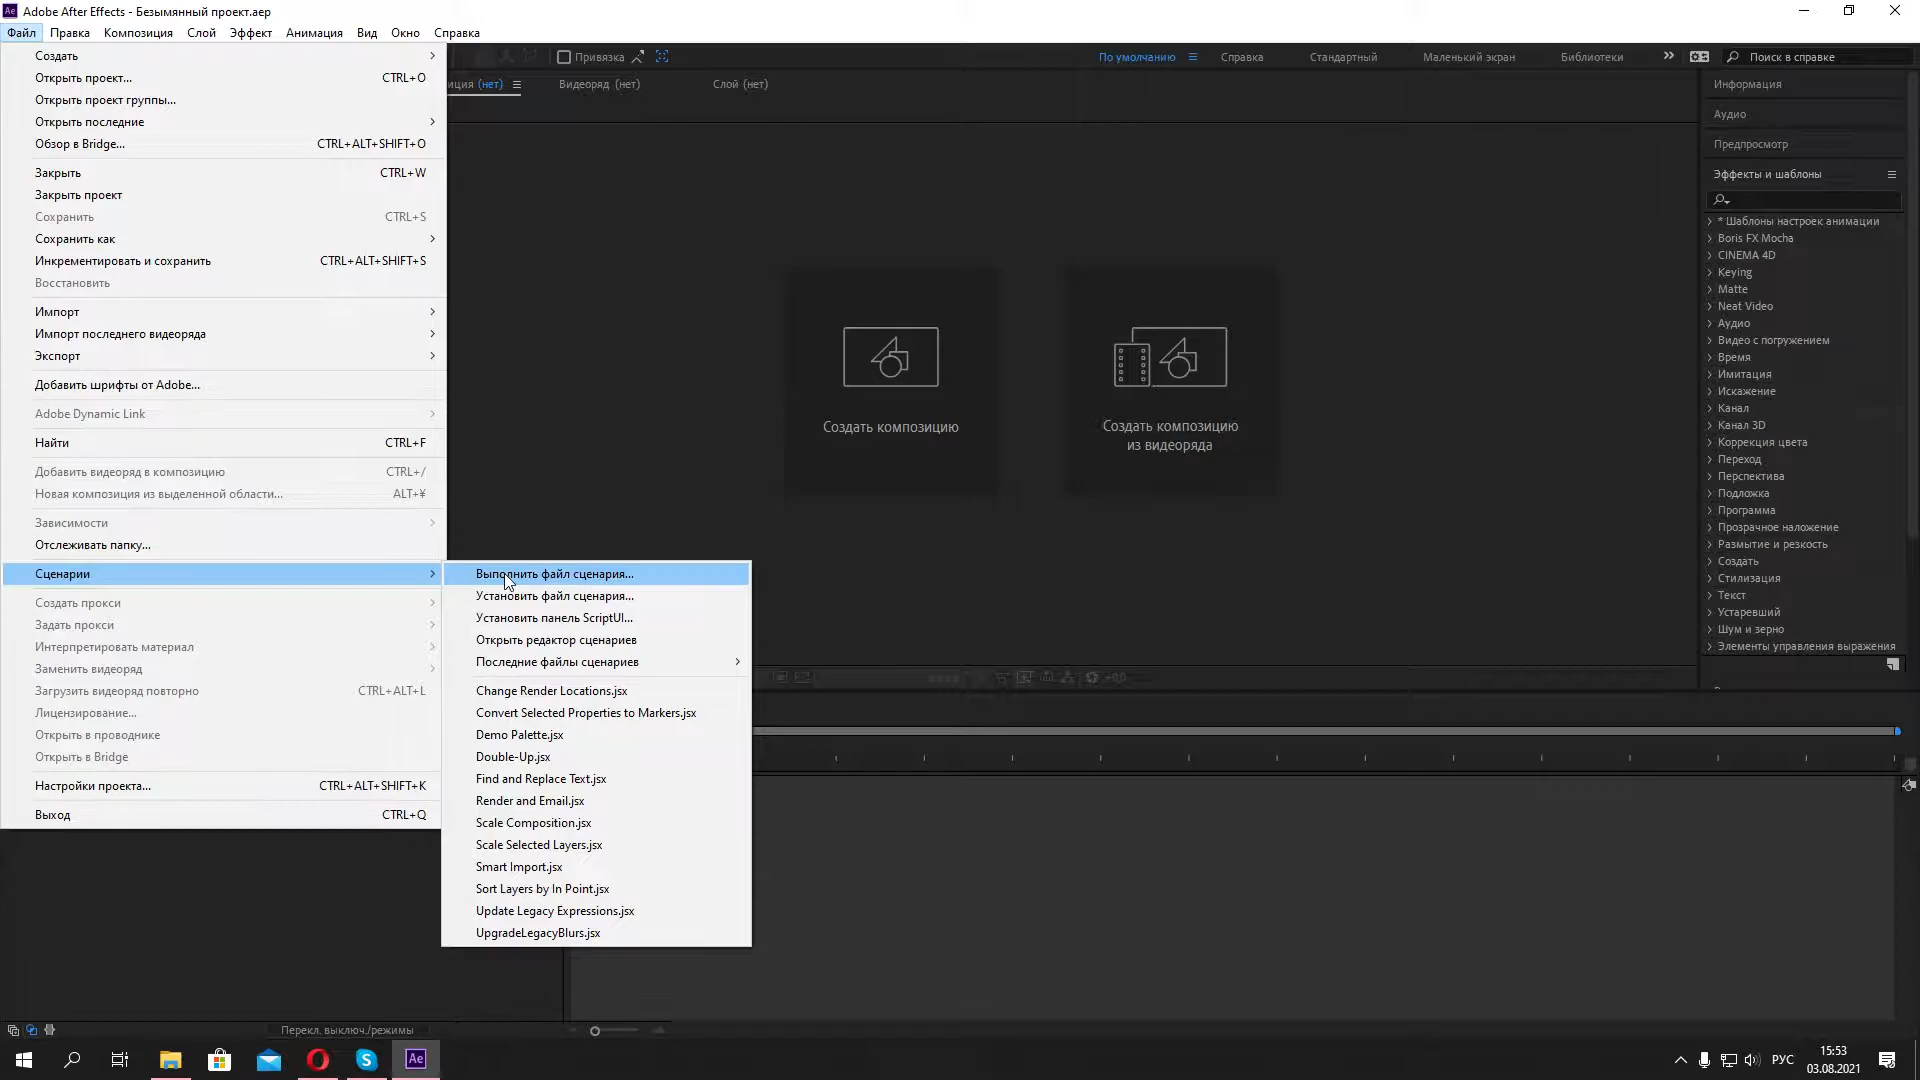 Adobe After Effects - Безымянный проект.aep
Файл Правка Композиция Слой Эффект Анимация Вид Окно Справка
Привязка По умолчанию Справка Стандартный Маленький экран Библиотеки Поиск в справке
ция (нет) Видеоряд (нет) Слой (нет)
Создать
Открыть проект... CTRL+O
Открыть проект группы...
Открыть последние
Обзор в Bridge... CTRL+ALT+SHIFT+O
Закрыть CTRL+W
Закрыть проект
Сохранить CTRL+S
Сохранить как
Инкрементировать и сохранить CTRL+ALT+SHIFT+S
Восстановить
Импорт
Импорт последнего видеоряда
Экспорт
Добавить шрифты от Adobe...
Adobe Dynamic Link
Найти CTRL+F
Добавить видеоряд в композицию CTRL+/
Новая композиция из выделенной области... ALT+¥
Зависимости
Отслеживать папку...
Сценарии
Создать прокси
Задать прокси
Интерпретировать материал
Заменить видеоряд
Загрузить видеоряд повторно CTRL+ALT+L
Лицензирование...
Открыть в проводнике
Открыть в Bridge
Настройки проекта... CTRL+ALT+SHIFT+K
Выход CTRL+Q
Выполнить файл сценария...
Установить файл сценария...
Установить панель ScriptUI...
Открыть редактор сценариев
Последние файлы сценариев
Change Render Locations.jsx
Convert Selected Properties to Markers.jsx
Demo Palette.jsx
Double-Up.jsx
Find and Replace Text.jsx
Render and Email.jsx
Scale Composition.jsx
Scale Selected Layers.jsx
Smart Import.jsx
Sort Layers by In Point.jsx
Update Legacy Expressions.jsx
UpgradeLegacyBlurs.jsx
Создать композицию
Создать композицию
из видеоряда
+0,0
Информация
Аудио
Предпросмотр
Эффекты и шаблоны
* Шаблоны настроек анимации
Boris FX Mocha
CINEMA 4D
Keying
Matte
Neat Video
Аудио
Видео с погружением
Время
Имитация
Искажение
Канал
Канал 3D
Коррекция цвета
Переход
Перспектива
Подложка
Программа
Прозрачное наложение
Размытие и резкость
Создать
Стилизация
Текст
Устаревший
Шум и зерно
Элементы управления выражения
Перекл. выключ./режимы
Ae
РУС
15:53
03.08.2021